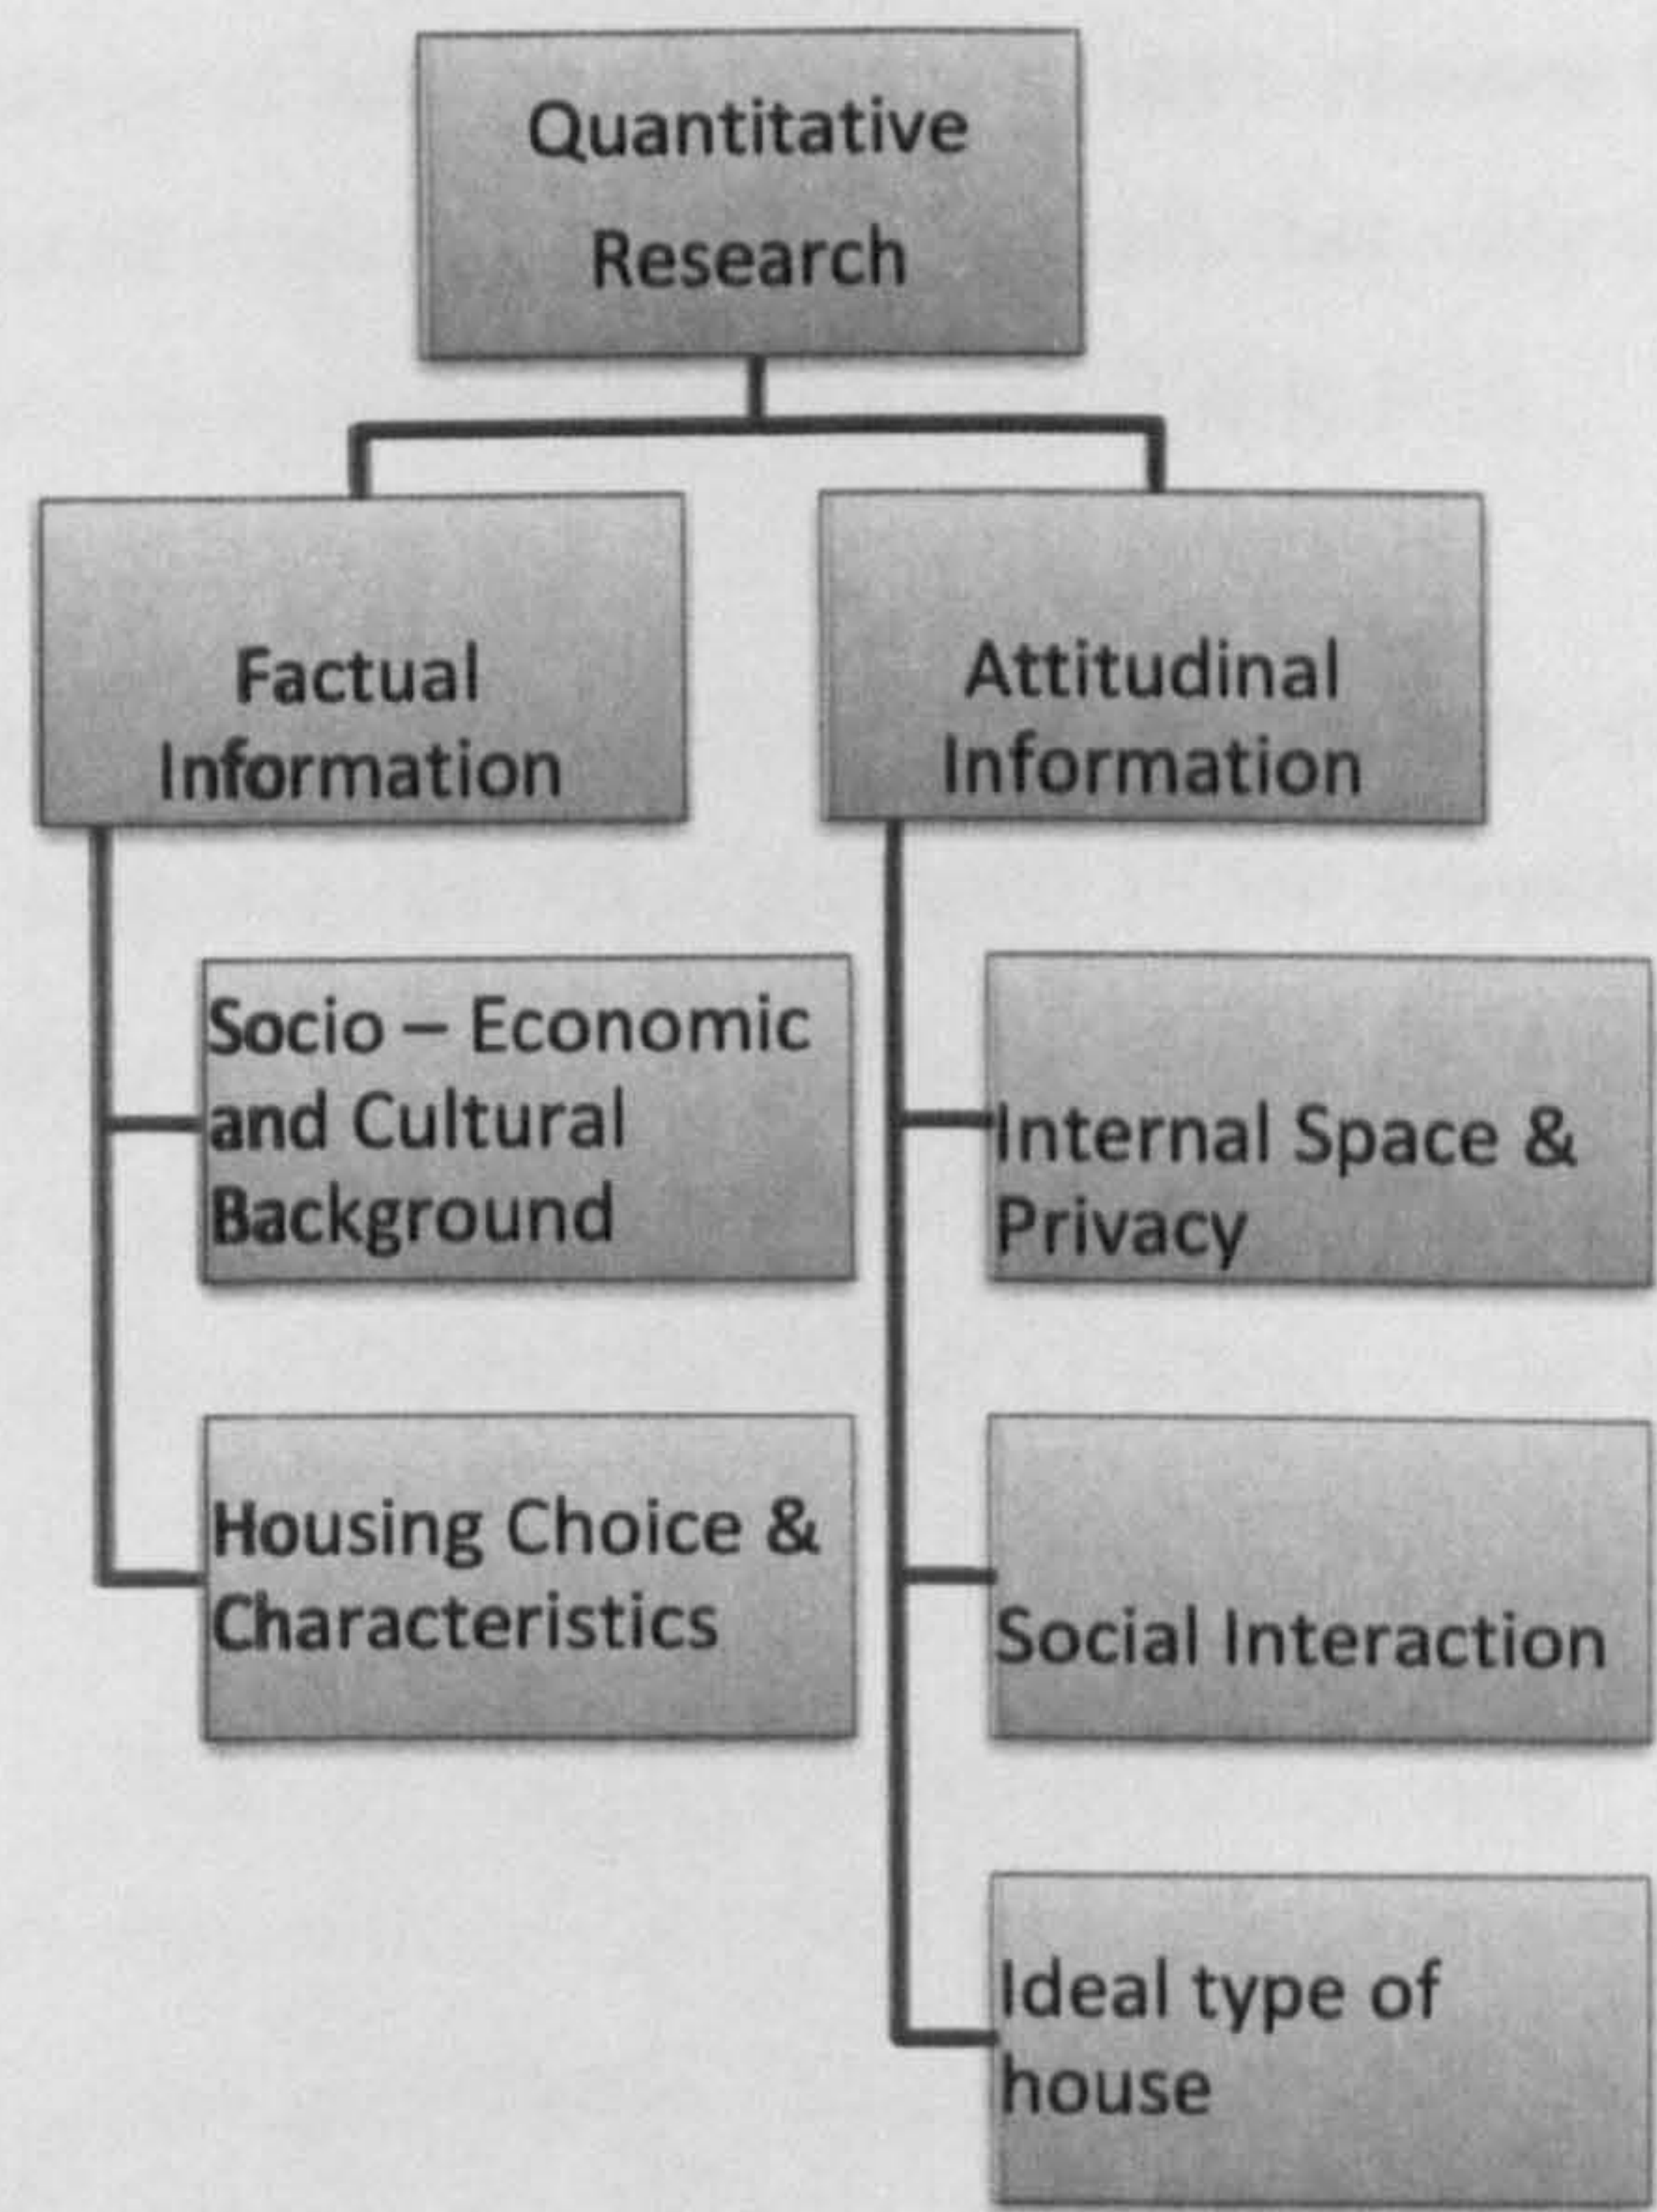 Quantitative
Research
Factual
Information
Attitudinal
Information
Socio – Economic
and Cultural
Background
Housing Choice &
Characteristics
Internal Space &
Privacy
Social Interaction
Ideal type of
house